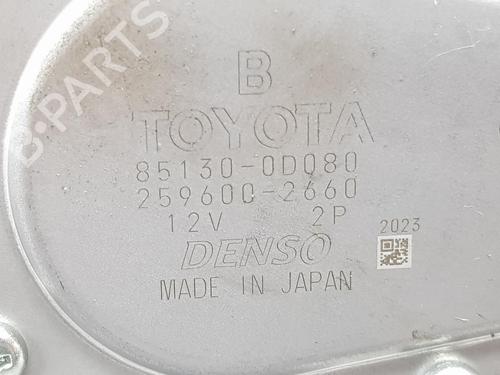 B·PARTS
B
TOYOTA
85130-0D080
259600-2660
12V 2P
2023
DENSO
MADE IN JAPAN